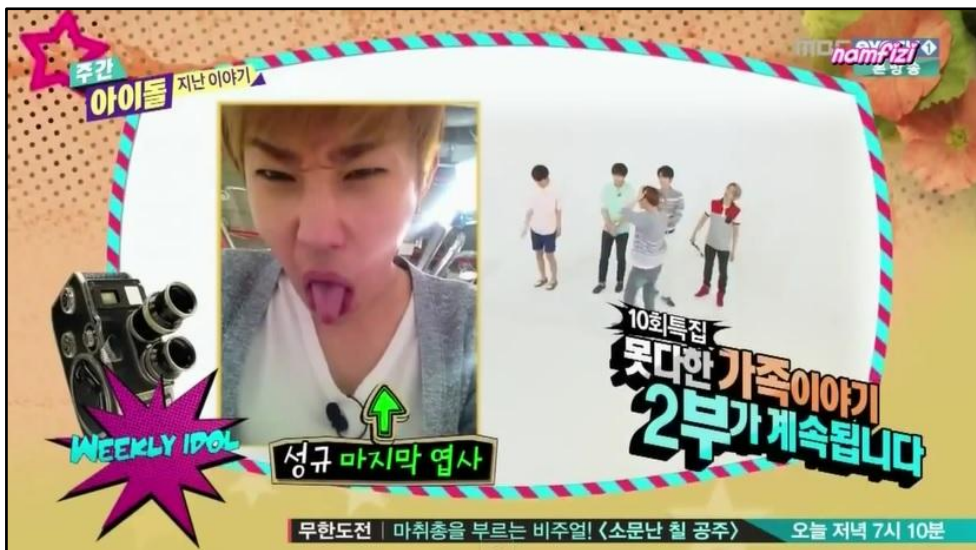 주간
아이돌 지난 이야기
namfizi
본방송
10회특집
못다한 가족이야기
2부가 계속됩니다
WEEKLY IDOL
성규 마지막 엽사
무한도전 | 마취총을 부르는 비주얼! <소문난 칠 공주> 오늘 저녁 7시 10분